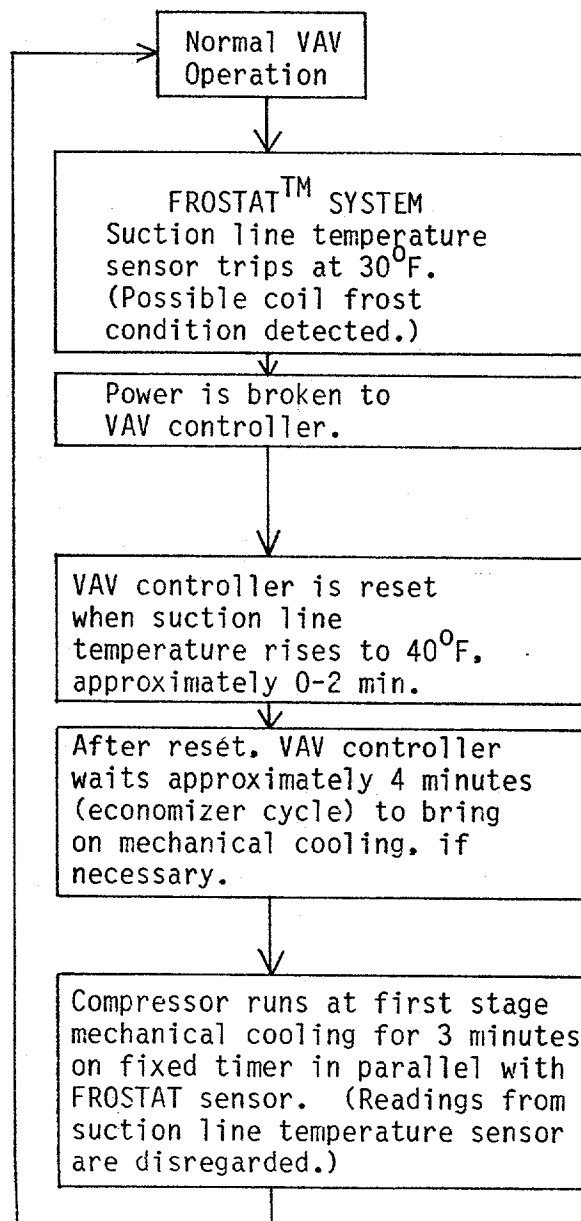 Normal VAV
Operation
FROSTAT™ SYSTEM
Suction line temperature
sensor trips at 30°F.
(Possible coil frost
condition detected.)
Power is broken to
VAV controller.
VAV controller is reset
when suction line
temperature rises to 40°F,
approximately 0-2 min.
After reset, VAV controller
waits approximately 4 minutes
(economizer cycle) to bring
on mechanical cooling, if
necessary.
Compressor runs at first stage
mechanical cooling for 3 minutes
on fixed timer in parallel with
FROSTAT sensor. (Readings from
suction line temperature sensor
are disregarded.)